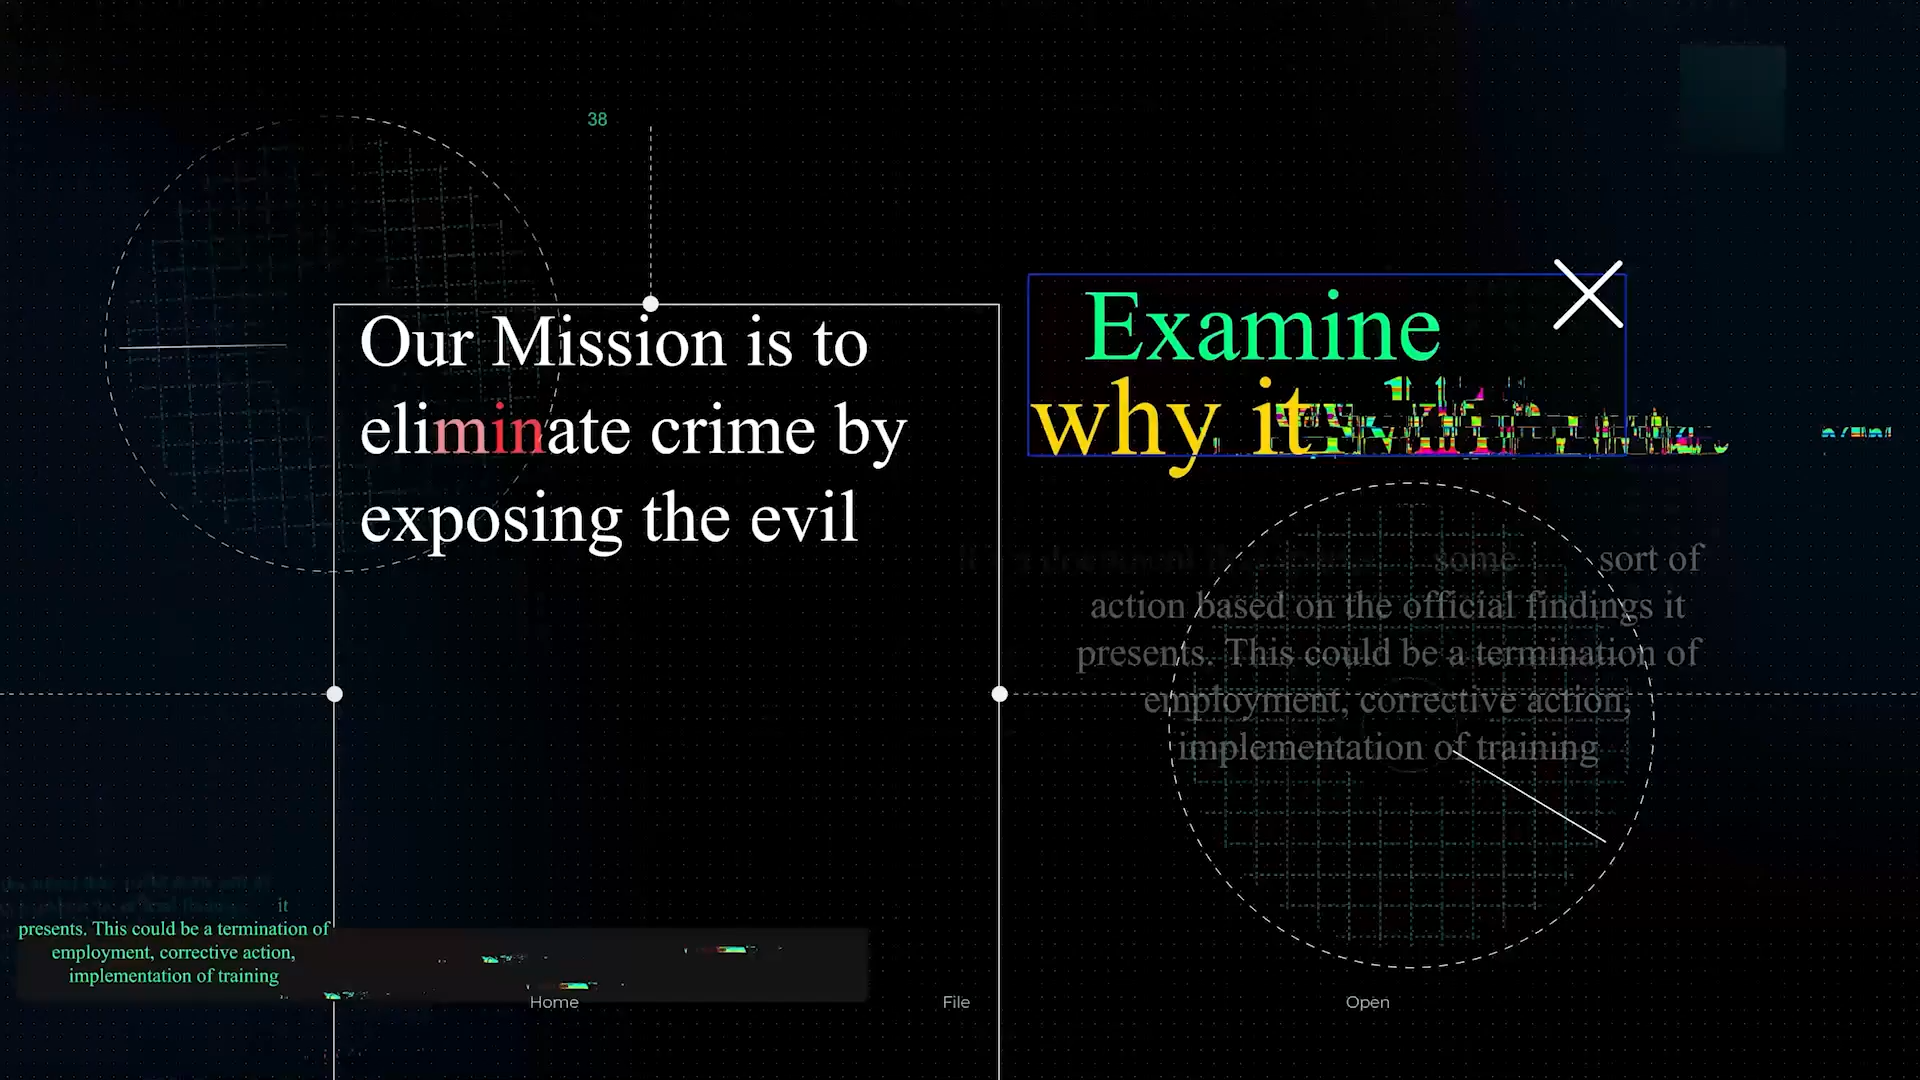 38
Our Mission is to
eliminate crime by
exposing the evil
Examine
why it
some sort of
action based on the official findings it
presents. This could be a termination of
employment, corrective action,
implementation of training
it
presents. This could be a termination of
employment, corrective action,
implementation of training
Home File Open